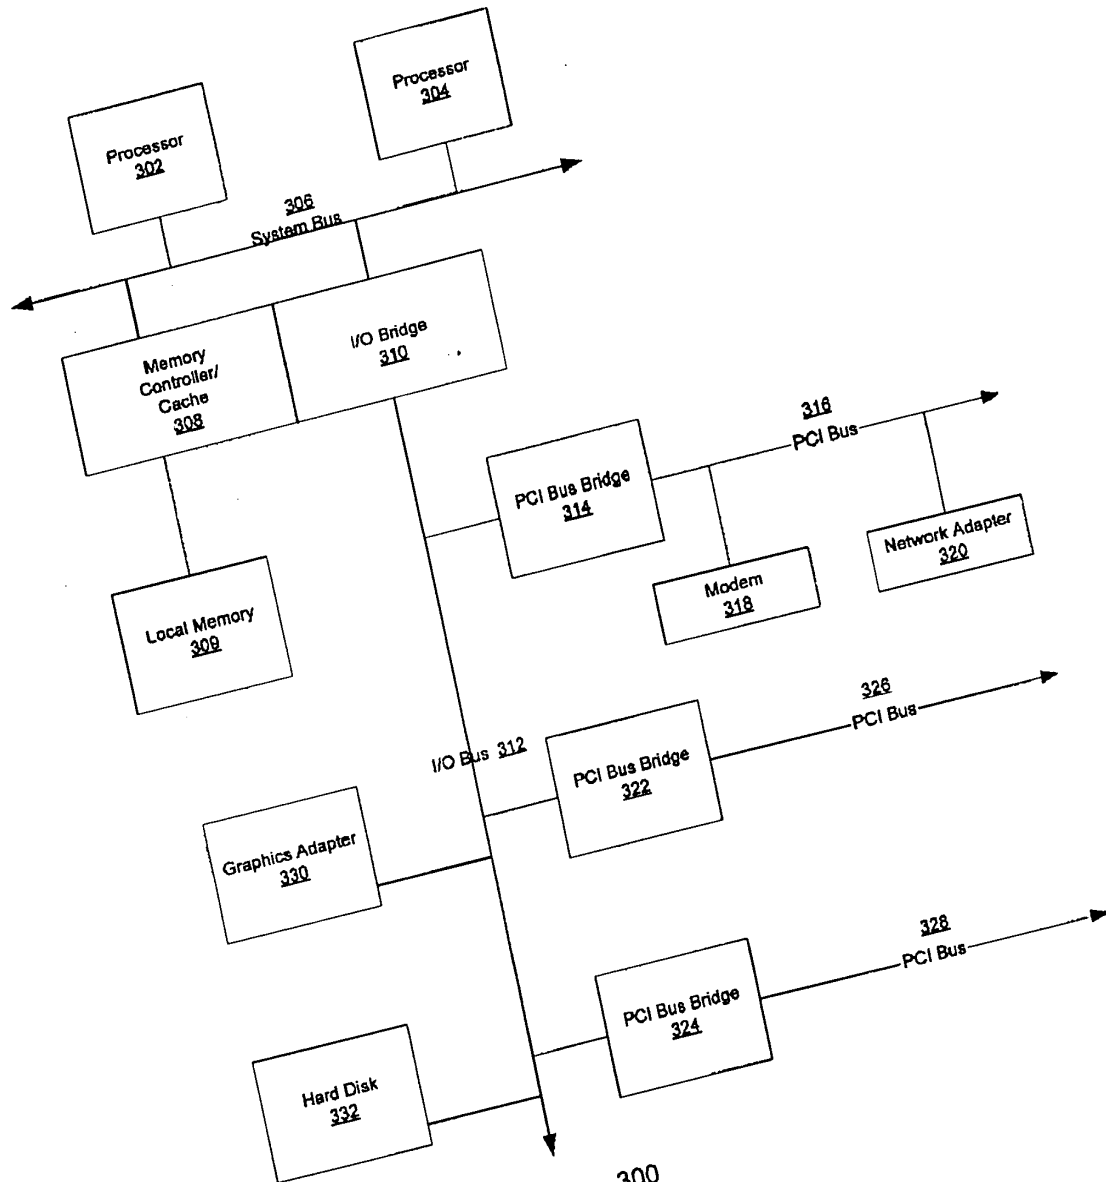 Processor
304
Processor
302
306
System Bus
I/O Bridge
310
Memory
Controller/
Cache
308
316
PCI Bus
PCI Bus Bridge
314
Network Adapter
320
Modem
318
Local Memory
309
326
PCI Bus
I/O Bus 312
PCI Bus Bridge
322
Graphics Adapter
330
328
PCI Bus
PCI Bus Bridge
324
Hard Disk
332
300